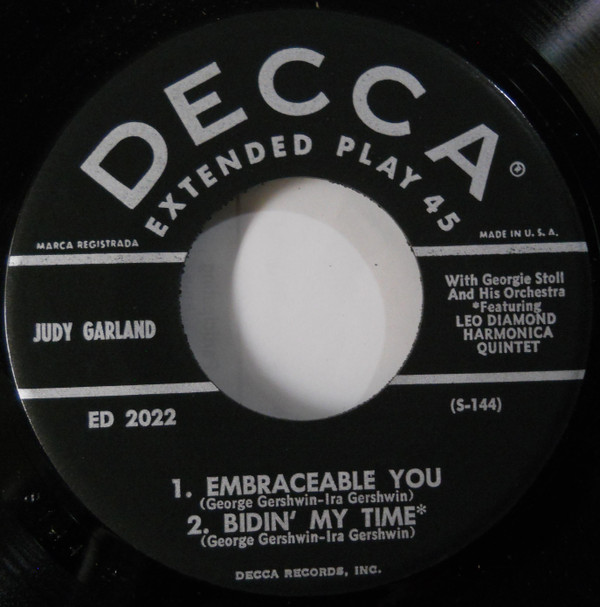 DECCA®
EXTENDED PLAY 45
MARCA REGISTRADA
MADE IN U. S. A.
JUDY GARLAND
With Georgie Stoll
And His Orchestra
*Featuring
LEO DIAMOND
HARMONICA
QUINTET
ED 2022
(S-144)
1. EMBRACEABLE YOU
(George Gershwin-Ira Gershwin)
2. BIDIN' MY TIME*
(George Gershwin-Ira Gershwin)
DECCA RECORDS, INC.